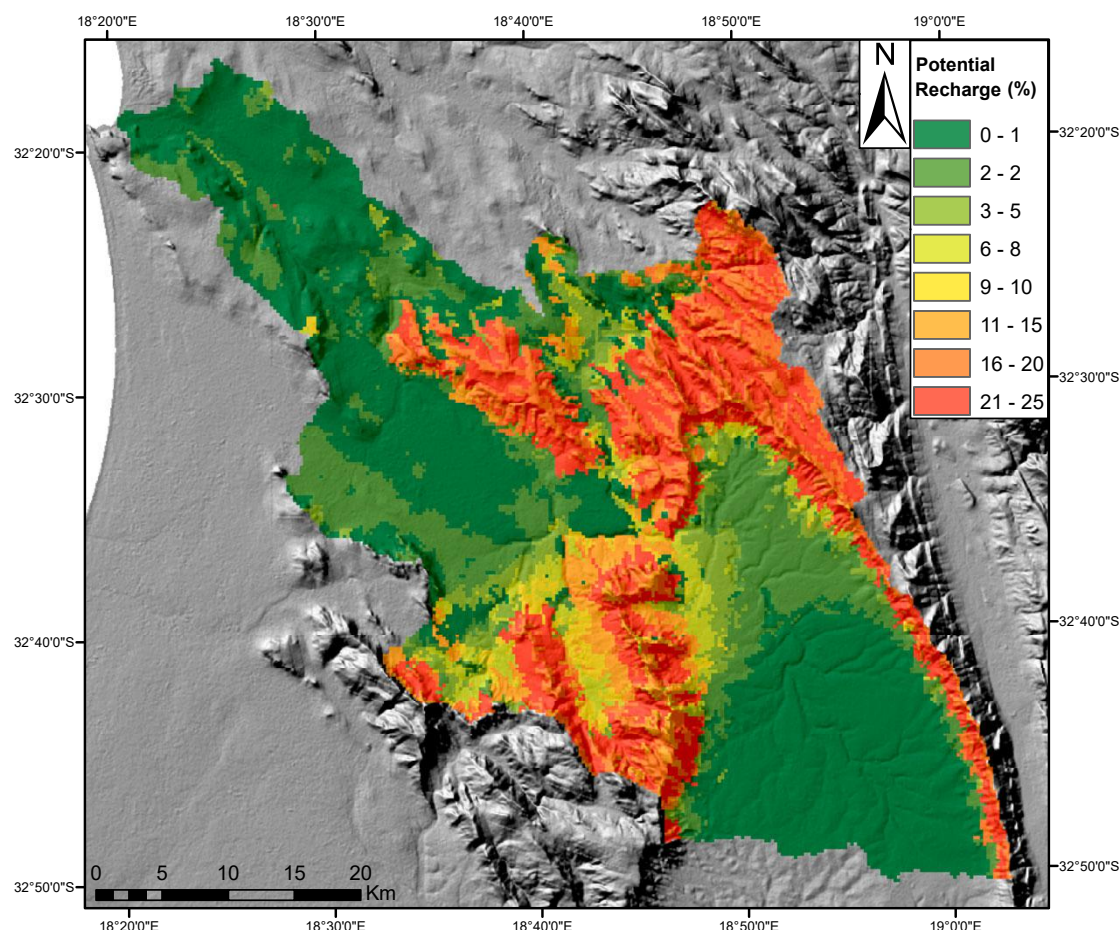 18°20'0"E 18°30'0"E 18°40'0"E 18°50'0"E 19°0'0"E
N
Potential
Recharge (%)
0 - 1
2 - 2
3 - 5
6 - 8
9 - 10
11 - 15
16 - 20
21 - 25
32°20'0"S 32°20'0"S
32°30'0"S 32°30'0"S
32°40'0"S 32°40'0"S
32°50'0"S 32°50'0"S
0 5 10 15 20
Km
18°20'0"E 18°30'0"E 18°40'0"E 18°50'0"E 19°0'0"E